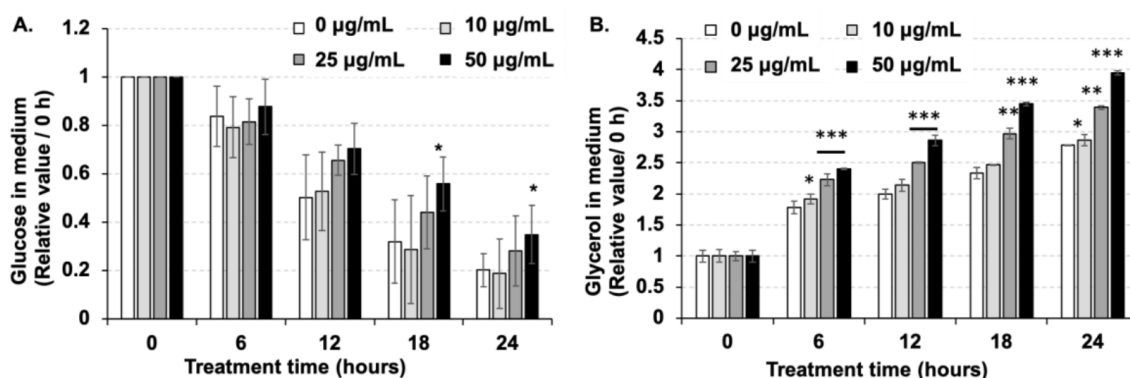 A.
0 µg/mL
10 µg/mL
25 µg/mL
50 µg/mL
Glucose in medium
(Relative value / 0 h)
1.2
1
0.8
0.6
0.4
0.2
0
*
*
0
6
12
18
24
Treatment time (hours)
B.
0 µg/mL
10 µg/mL
25 µg/mL
50 µg/mL
Glycerol in medium
(Relative value/ 0 h)
4.5
4
3.5
3
2.5
2
1.5
1
0.5
0
*
***
***
**
***
*
**
***
0
6
12
18
24
Treatment time (hours)